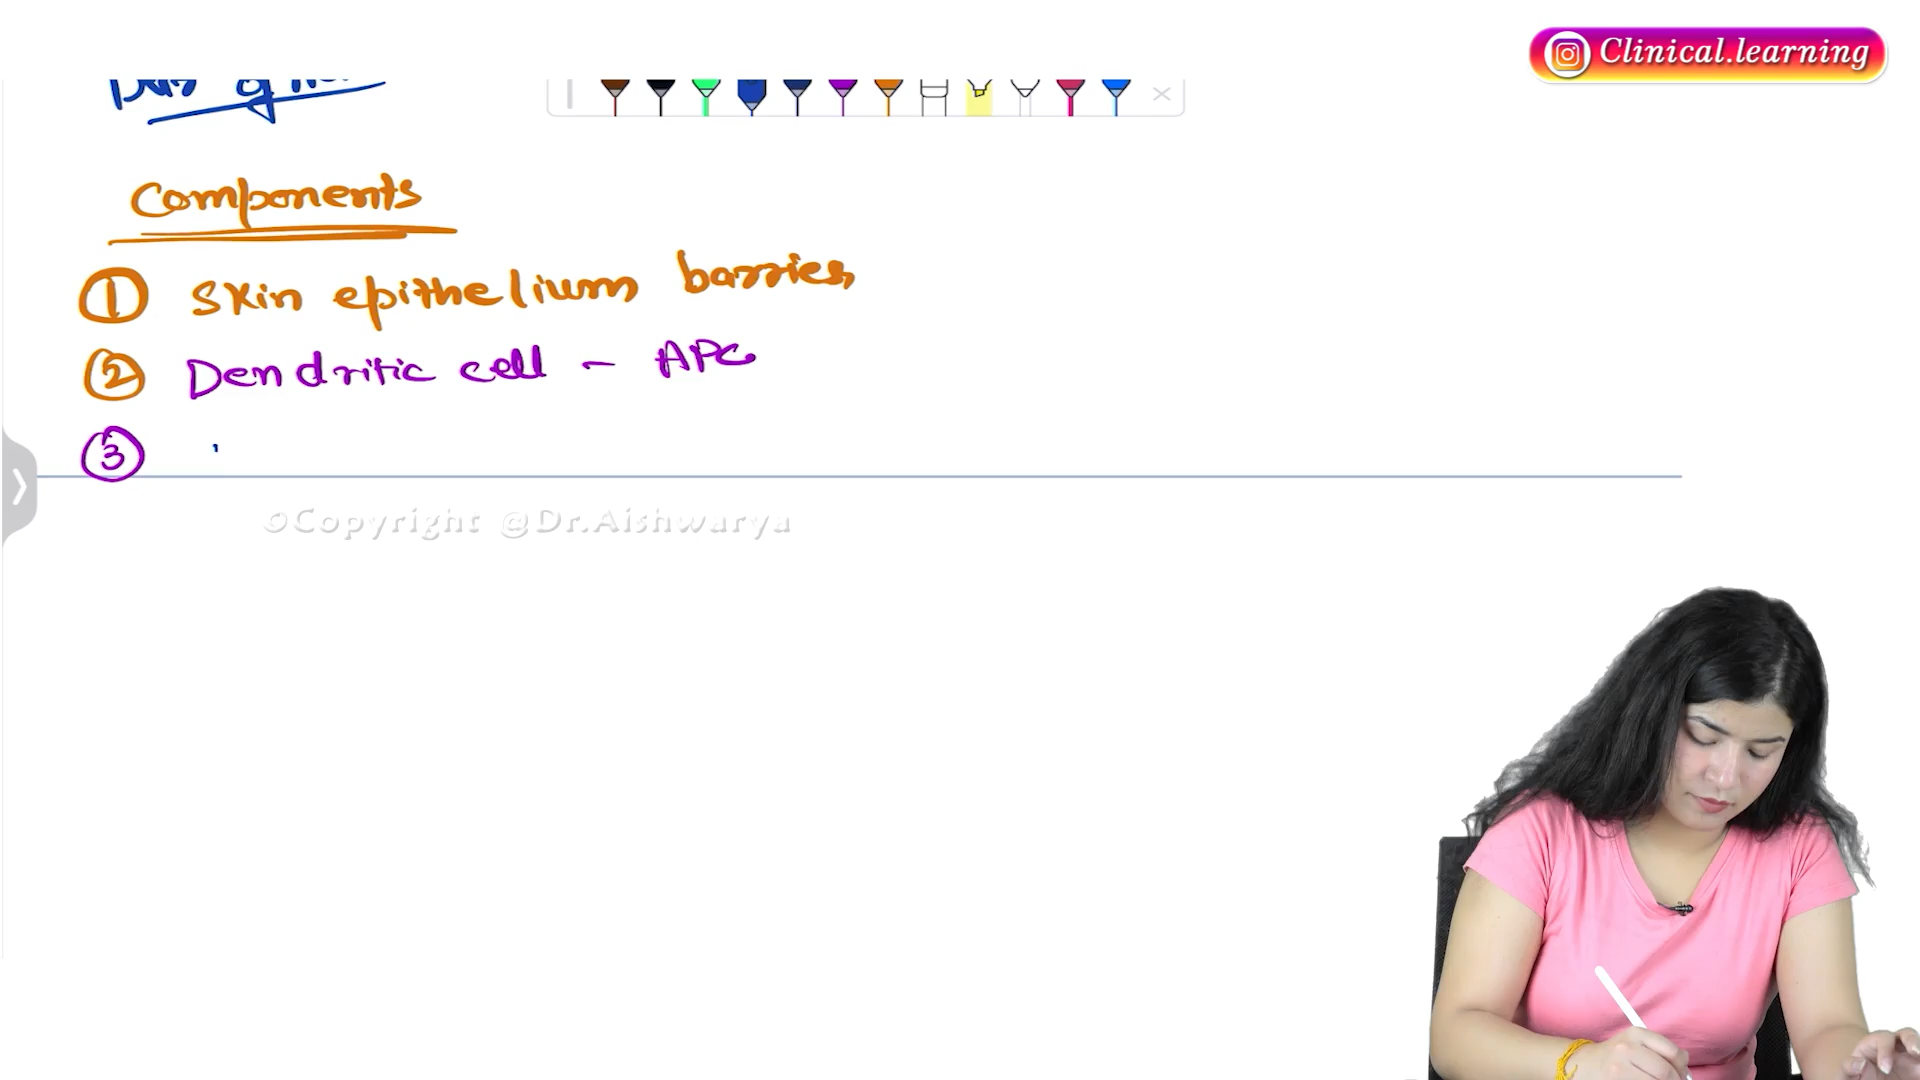 Clinical.learning
Components
① Skin epithelium barrier
② Dendritic cell - APC
③
©Copyright @Dr.Aishwarya